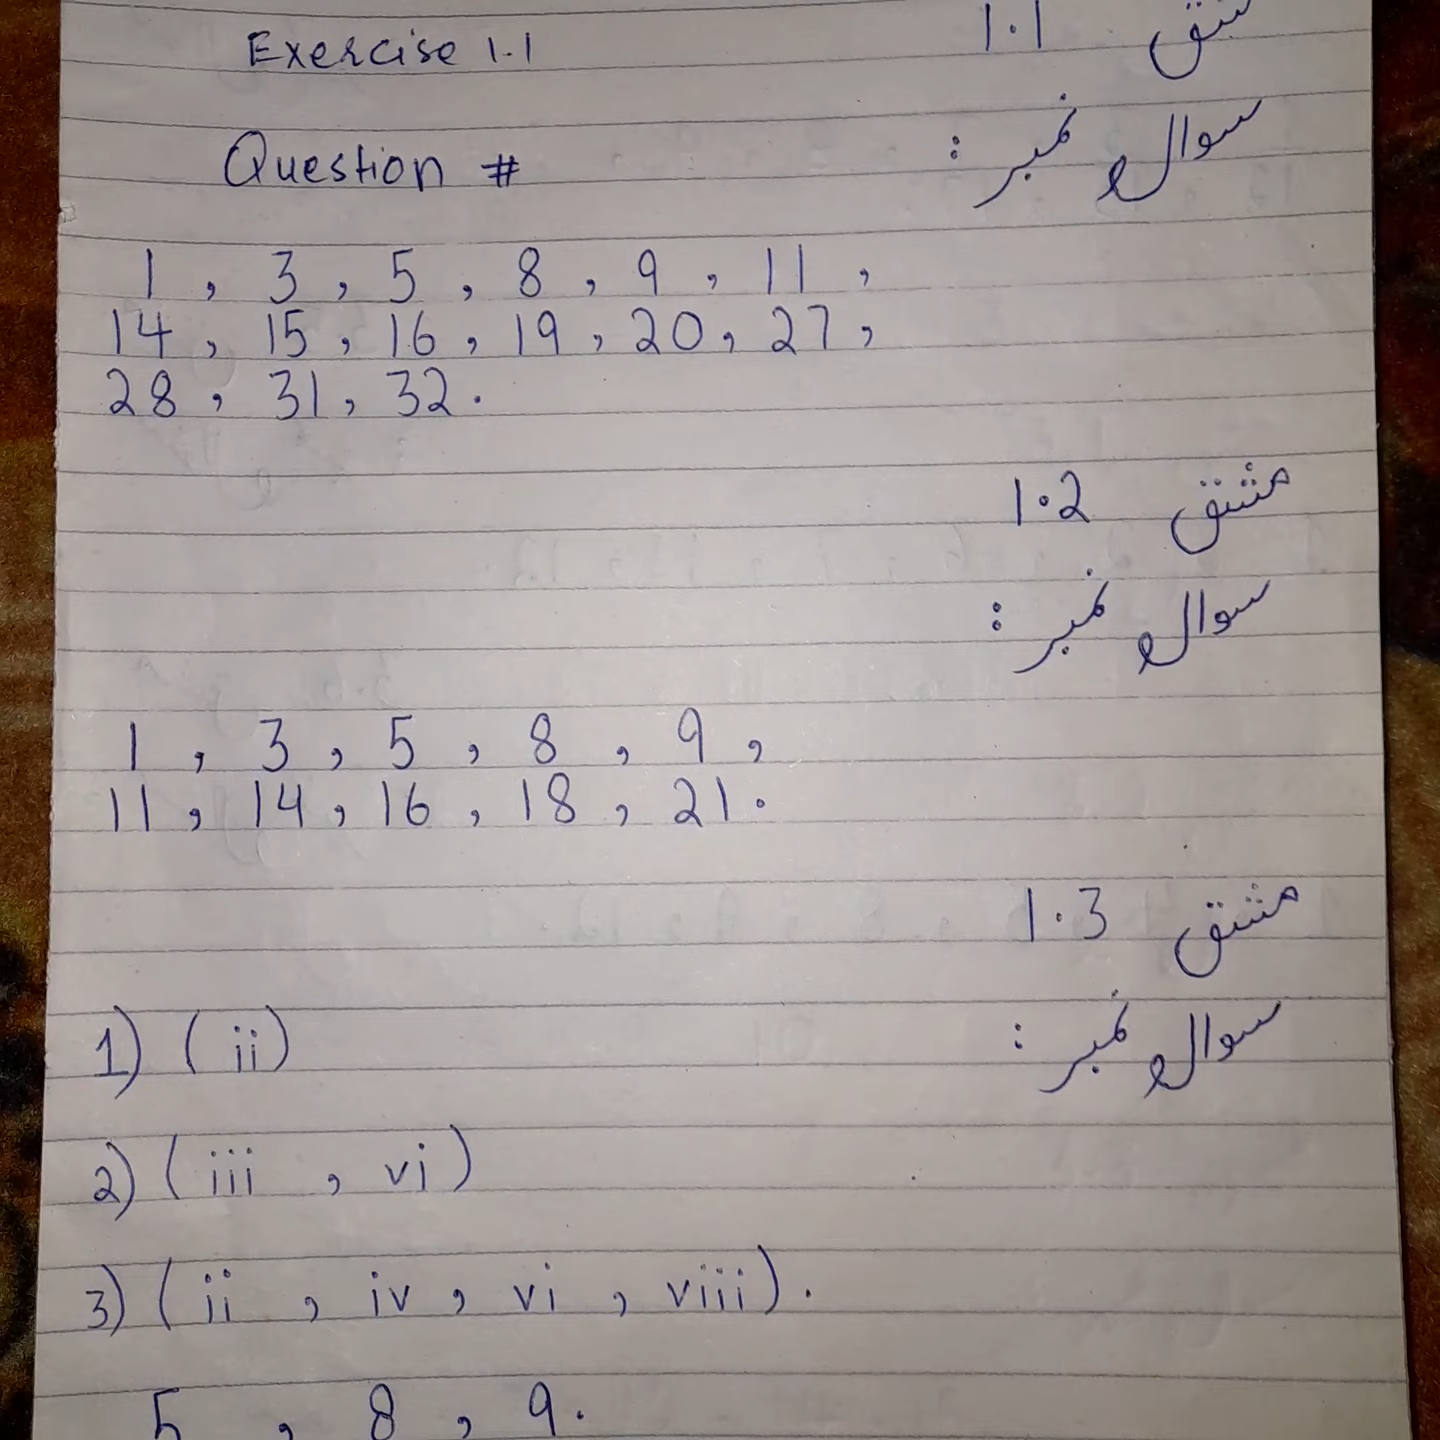 Exercise 1.1 مشق 1.1
Question # سوال نمبر :
1 , 3 , 5 , 8 , 9 , 11 ,
14 , 15 , 16 , 19 , 20 , 27 ,
28 , 31 , 32 .
مشق 1.2
سوال نمبر :
1 , 3 , 5 , 8 , 9 ,
11 , 14 , 16 , 18 , 21 .
مشق 1.3
سوال نمبر :
1) ( ii )
2) ( iii , vi )
3) ( ii , iv , vi , viii ) .
5 , 8 , 9 .